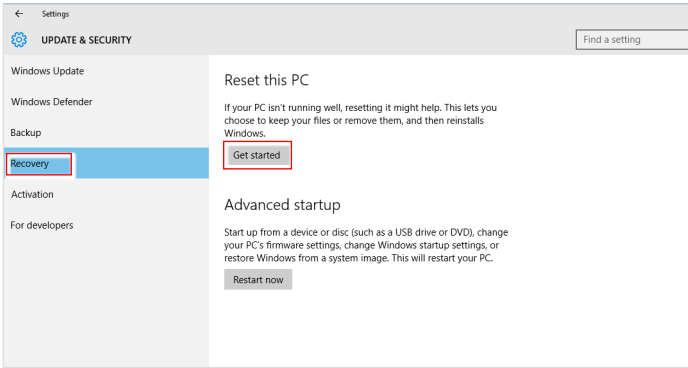 ← Settings
UPDATE & SECURITY
Find a setting
Windows Update
Windows Defender
Backup
Recovery
Activation
For developers
Reset this PC
If your PC isn't running well, resetting it might help. This lets you
choose to keep your files or remove them, and then reinstalls
Windows.
Get started
Advanced startup
Start up from a device or disc (such as a USB drive or DVD), change
your PC's firmware settings, change Windows startup settings, or
restore Windows from a system image. This will restart your PC.
Restart now